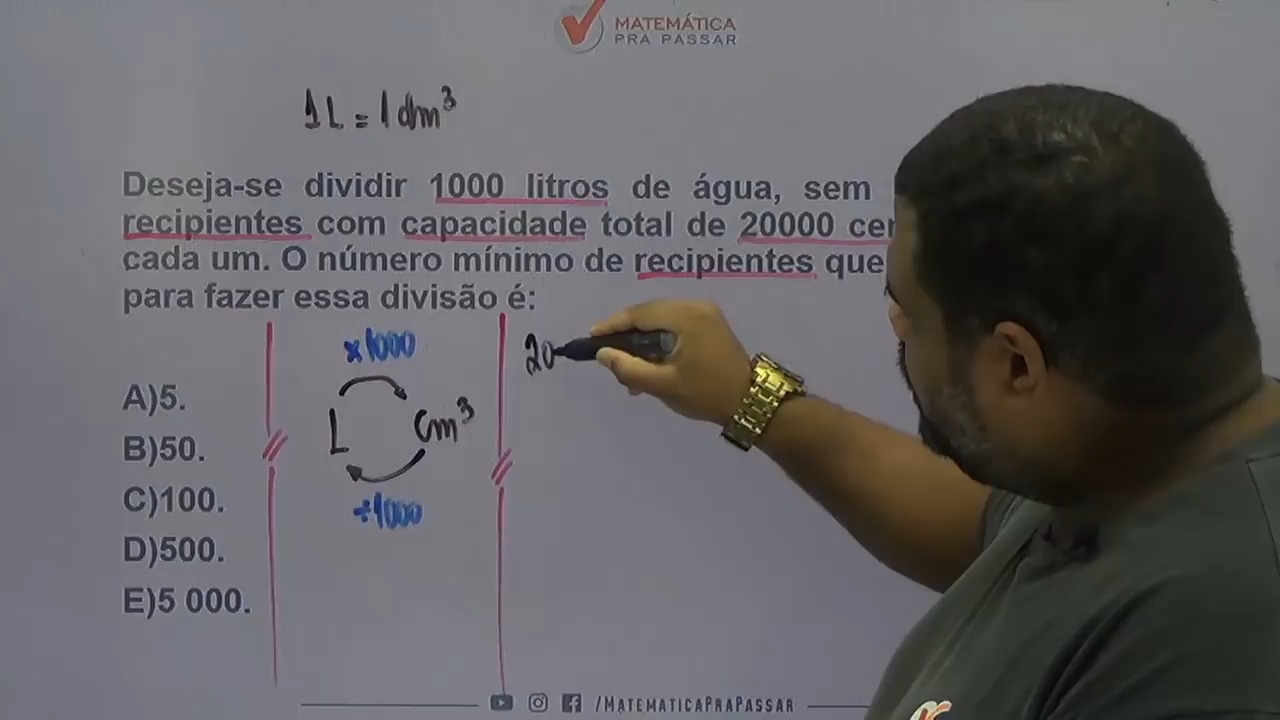 MATEMÁTICA
PRA PASSAR
1L = 1 dm³
Deseja-se dividir 1000 litros de água, sem
recipientes com capacidade total de 20000
cada um. O número mínimo de recipientes que
para fazer essa divisão é:
A)5.
B)50.
C)100.
D)500.
E)5 000.
x1000
L cm³
÷1000
20
/MATEMATICAPRAPASSAR